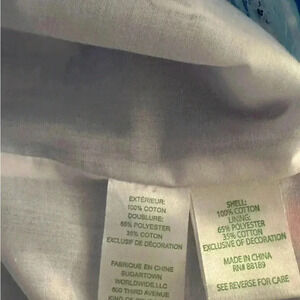 EXTÉRIEUR:
100% COTON
DOUBLURE:
65% POLYESTER
35% COTON
EXCLUSIF DE DÉCORATION
FABRIQUE EN CHINE
SUGARTOWN
WORLDWIDE,LLC
800 THIRD AVENUE
SHELL:
100% COTTON
LINING:
65% POLYESTER
35% COTTON
EXCLUSIVE OF DECORATION
MADE IN CHINA
RN# 88189
SEE REVERSE FOR CARE